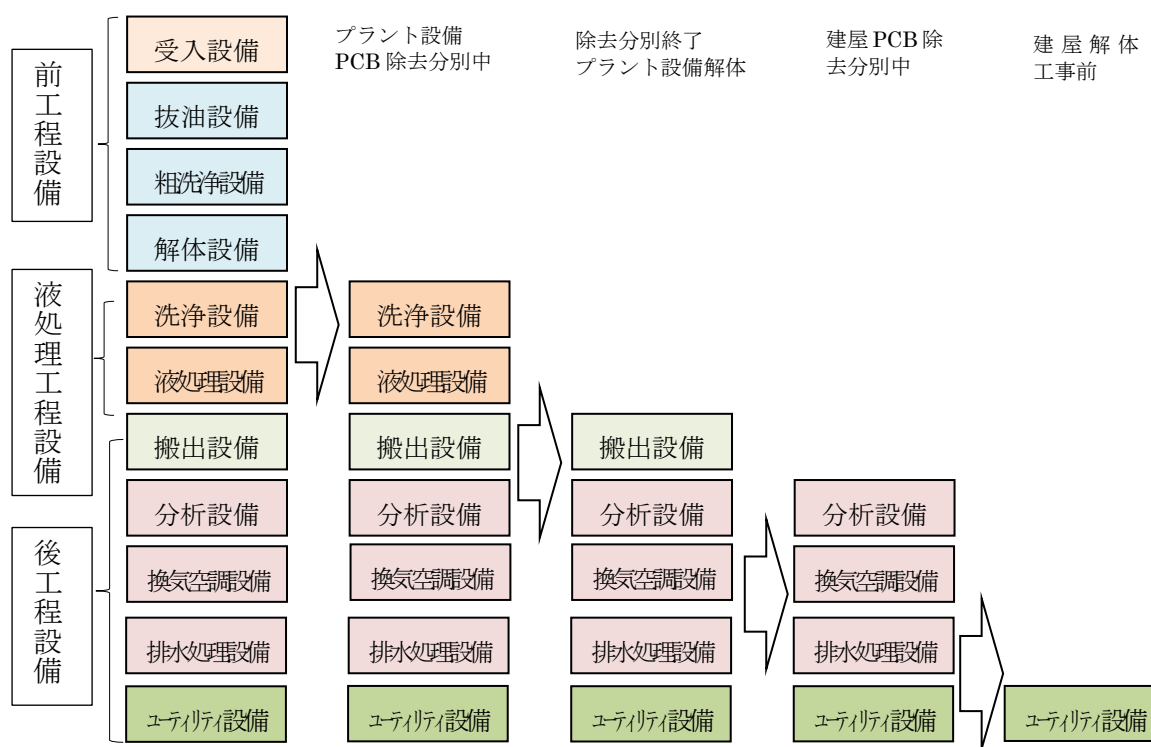 前工程設備
液処理工程設備
後工程設備
受入設備
抜油設備
粗洗浄設備
解体設備
洗浄設備
液処理設備
搬出設備
分析設備
換気空調設備
排水処理設備
ユーティリティ設備
プラント設備
PCB 除去分別中
洗浄設備
液処理設備
搬出設備
分析設備
換気空調設備
排水処理設備
ユーティリティ設備
除去分別終了
プラント設備解体
搬出設備
分析設備
換気空調設備
排水処理設備
ユーティリティ設備
建屋 PCB 除
去分別中
分析設備
換気空調設備
排水処理設備
ユーティリティ設備
建屋解体
工事前
ユーティリティ設備